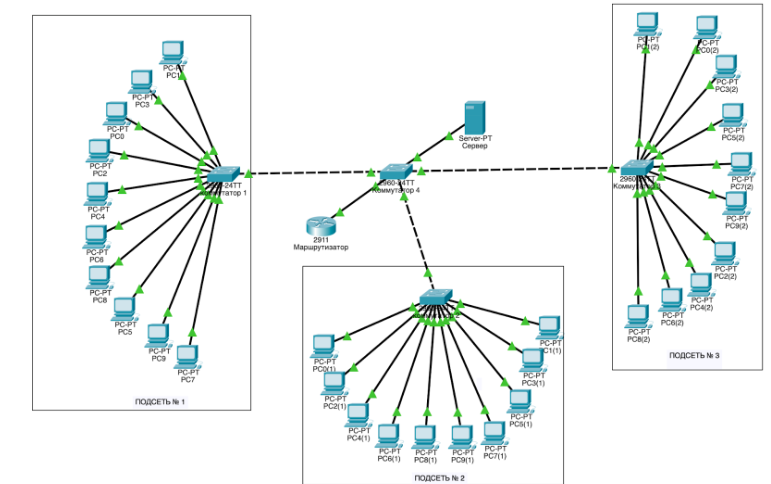 PC-PT
PC1
PC-PT
PC3
PC-PT
PC0
PC-PT
PC2
PC-PT
PC4
PC-PT
PC6
PC-PT
PC8
PC-PT
PC5
PC-PT
PC9
PC-PT
PC7
ПОДСЕТЬ № 1
Server-PT
Сервер
2960-24TT
Коммутатор 4
2911
Маршрутизатор
PC-PT
PC0(1)
PC-PT
PC2(1)
PC-PT
PC4(1)
PC-PT
PC6(1)
PC-PT
PC8(1)
PC-PT
PC9(1)
PC-PT
PC7(1)
PC-PT
PC5(1)
PC-PT
PC3(1)
PC-PT
PC1(1)
ПОДСЕТЬ № 2
PC-PT
PC1(2)
PC-PT
PC0(2)
PC-PT
PC3(2)
PC-PT
PC5(2)
PC-PT
PC7(2)
PC-PT
PC9(2)
PC-PT
PC2(2)
PC-PT
PC4(2)
PC-PT
PC6(2)
PC-PT
PC8(2)
ПОДСЕТЬ № 3